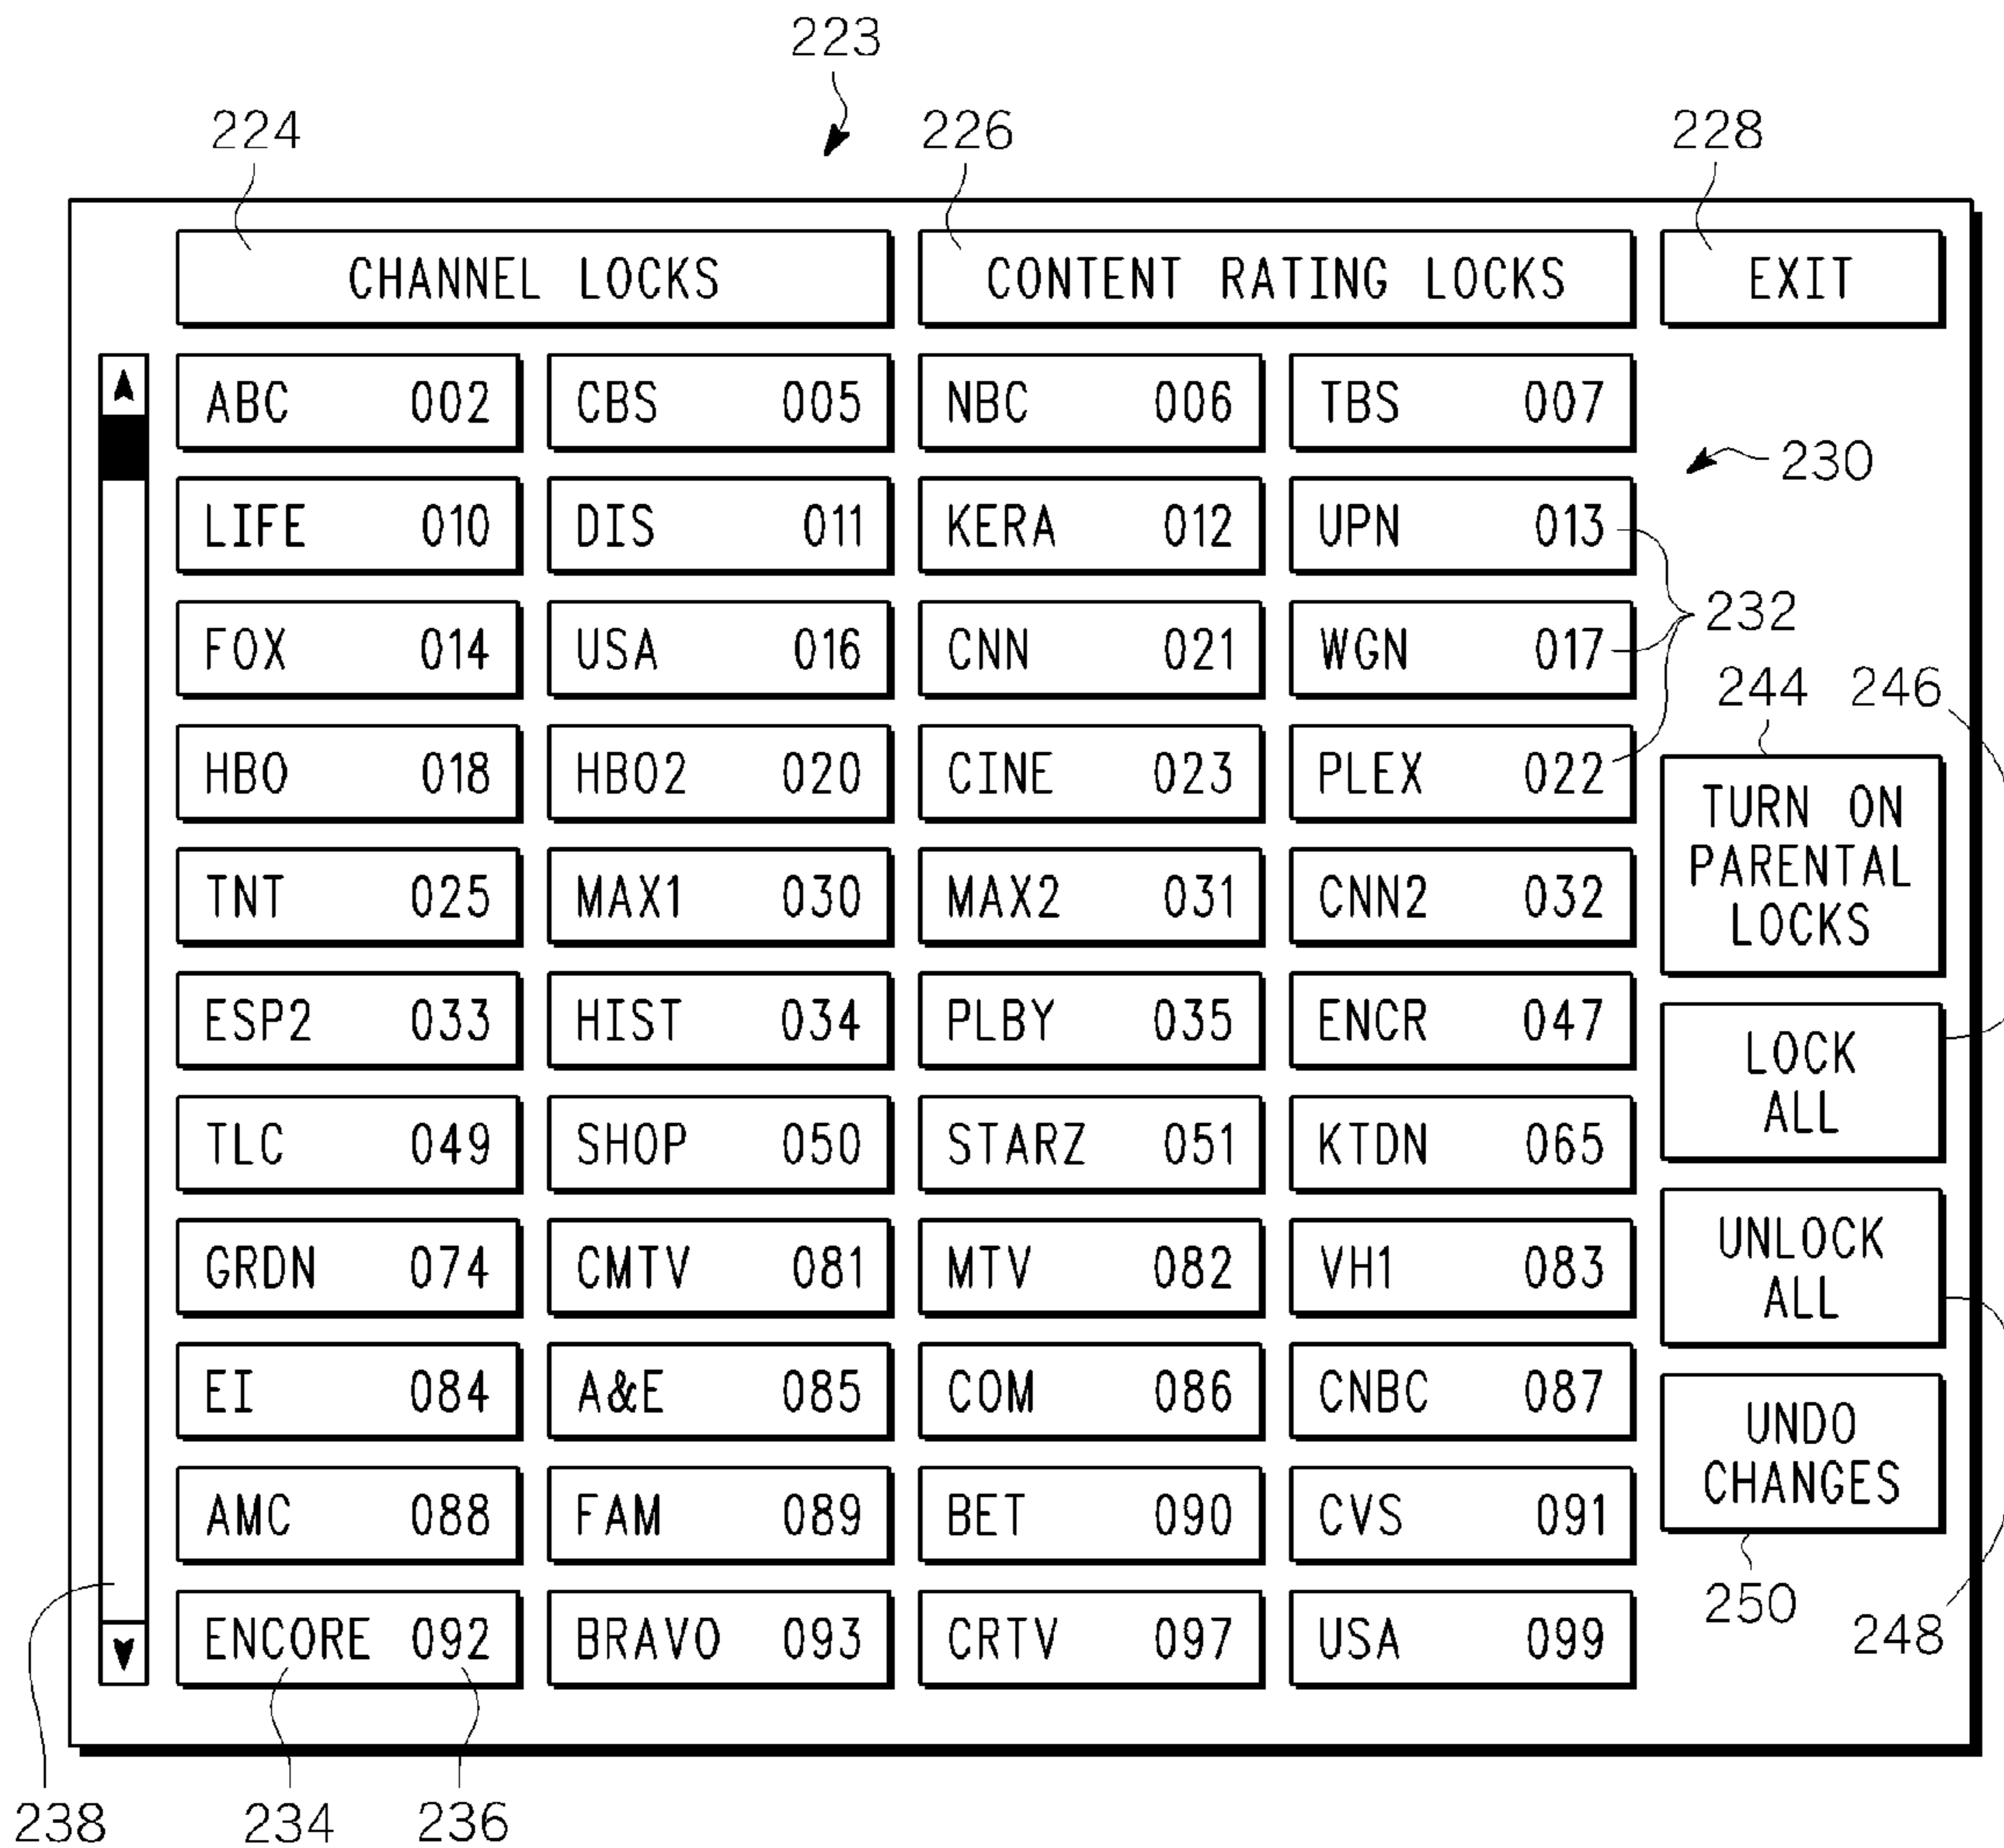 223
224
226
228
CHANNEL LOCKS
CONTENT RATING LOCKS
EXIT
ABC 002
CBS 005
NBC 006
TBS 007
230
LIFE 010
DIS 011
KERA 012
UPN 013
232
FOX 014
USA 016
CNN 021
WGN 017
244
246
HBO 018
HBO2 020
CINE 023
PLEX 022
TURN ON
PARENTAL
LOCKS
TNT 025
MAX1 030
MAX2 031
CNN2 032
ESP2 033
HIST 034
PLBY 035
ENCR 047
LOCK
ALL
TLC 049
SHOP 050
STARZ 051
KTDN 065
GRDN 074
CMTV 081
MTV 082
VH1 083
UNLOCK
ALL
EI 084
A&E 085
COM 086
CNBC 087
UNDO
CHANGES
AMC 088
FAM 089
BET 090
CVS 091
250
248
ENCORE 092
BRAVO 093
CRTV 097
USA 099
238
234
236